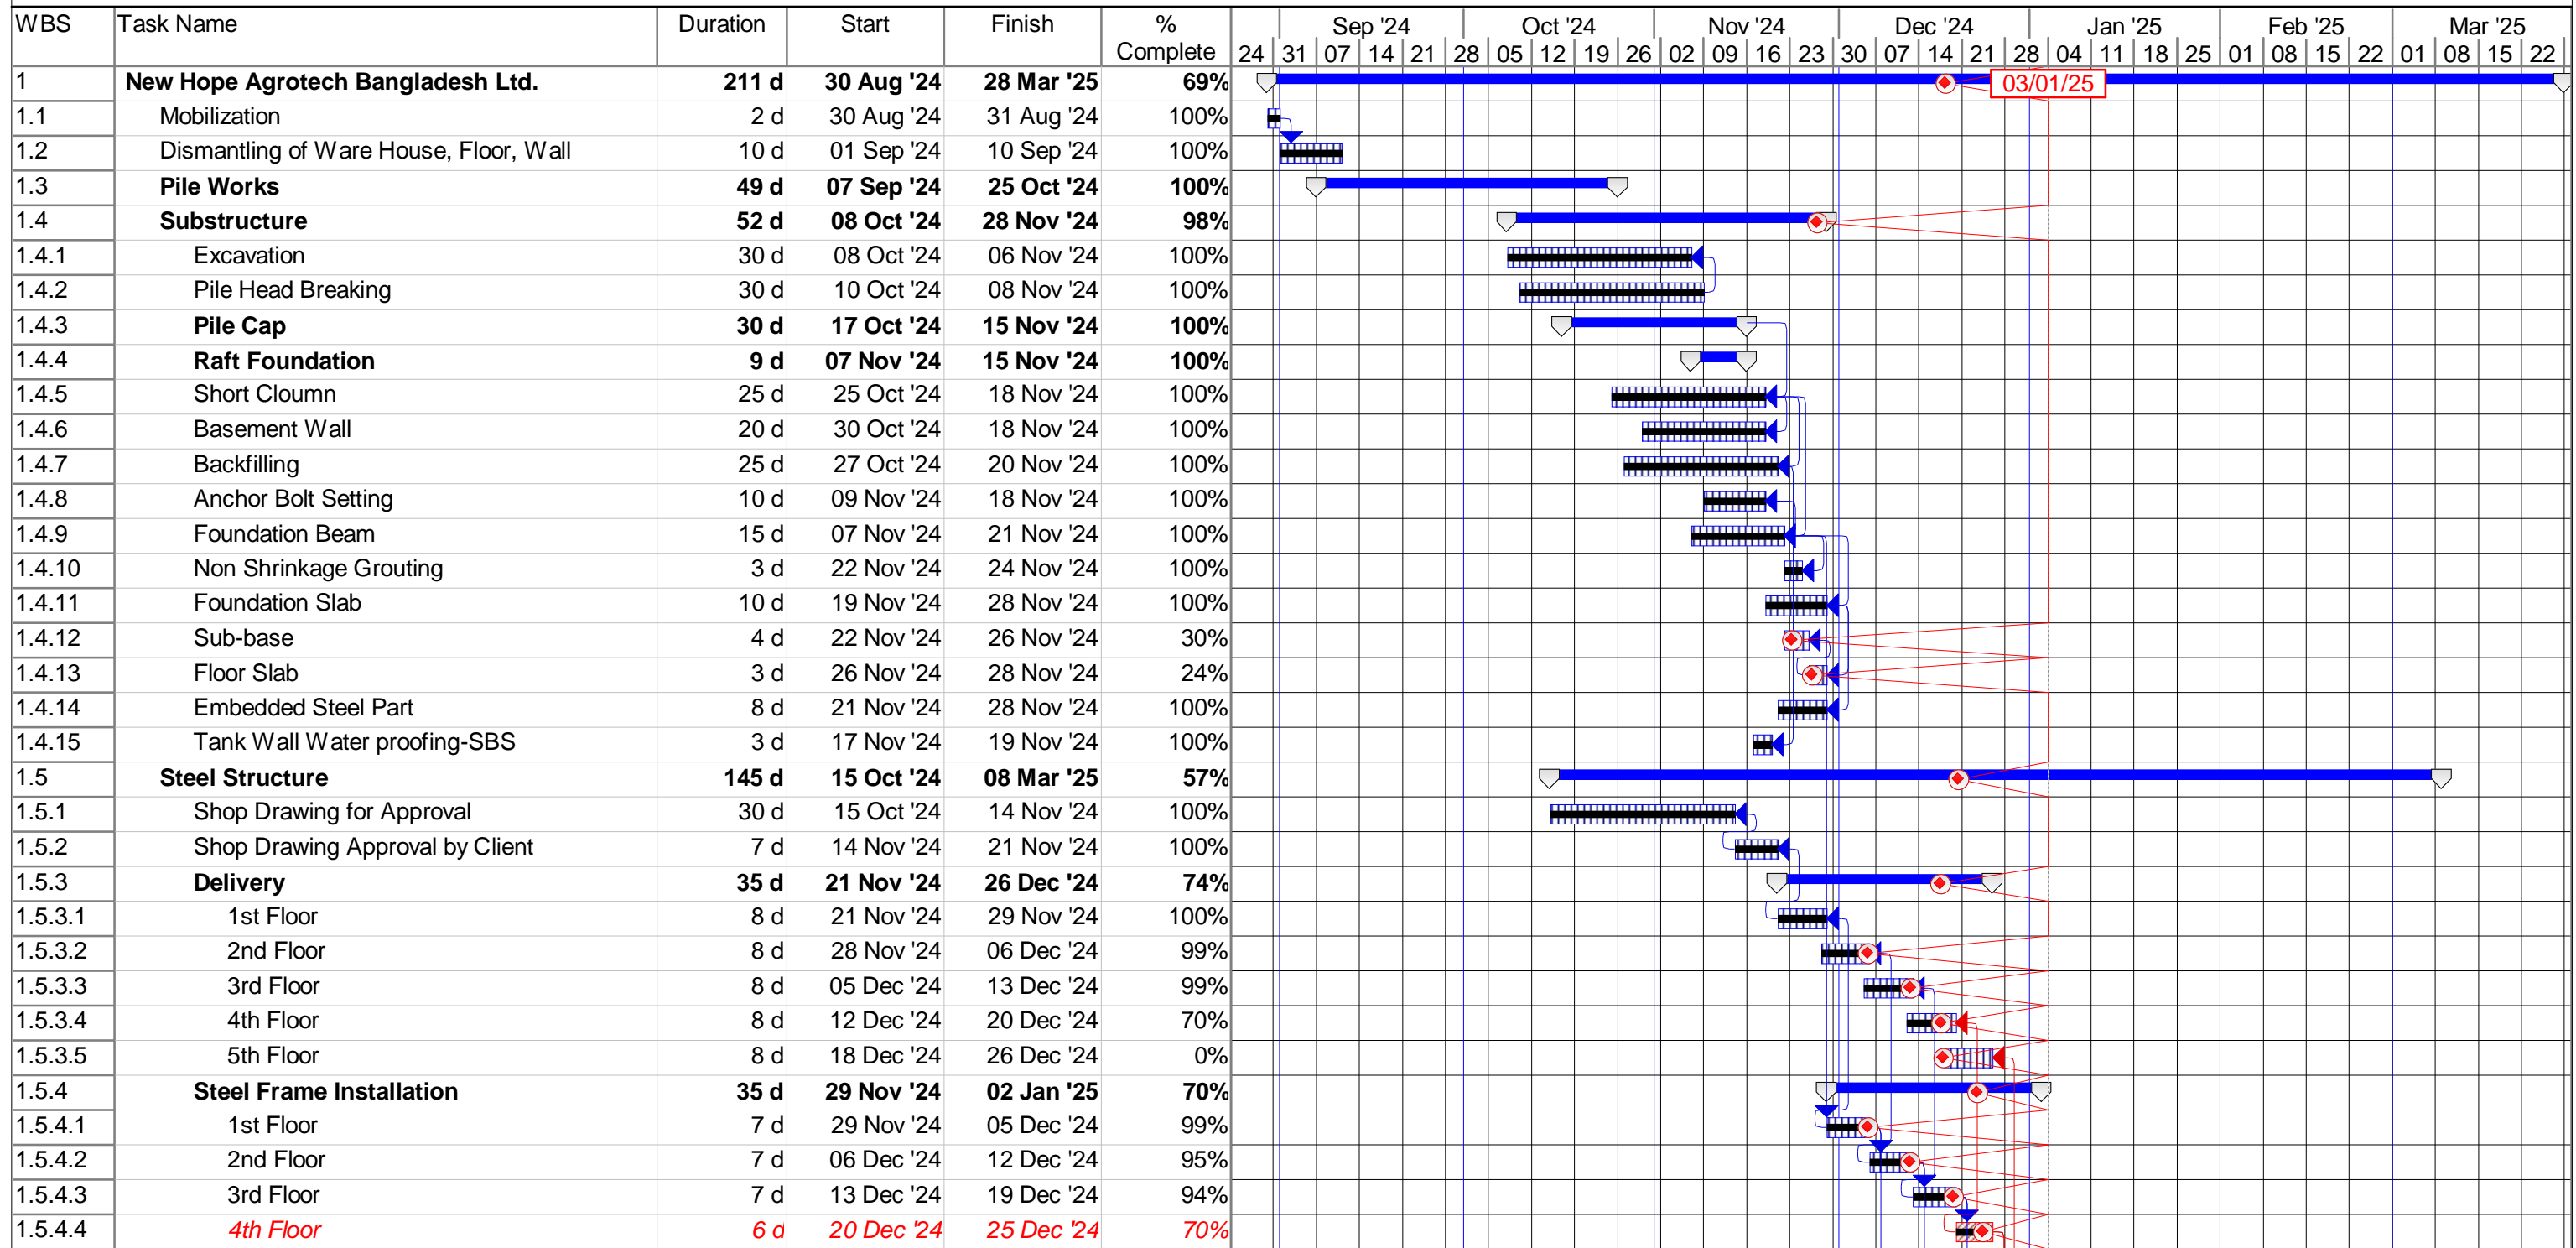 WBS Task Name Duration Start Finish % Complete
Sep '24 Oct '24 Nov '24 Dec '24 Jan '25 Feb '25 Mar '25
24 31 07 14 21 28 05 12 19 26 02 09 16 23 30 07 14 21 28 04 11 18 25 01 08 15 22 01 08 15 22
1 New Hope Agrotech Bangladesh Ltd. 211 d 30 Aug '24 28 Mar '25 69% 03/01/25
1.1 Mobilization 2 d 30 Aug '24 31 Aug '24 100%
1.2 Dismantling of Ware House, Floor, Wall 10 d 01 Sep '24 10 Sep '24 100%
1.3 Pile Works 49 d 07 Sep '24 25 Oct '24 100%
1.4 Substructure 52 d 08 Oct '24 28 Nov '24 98%
1.4.1 Excavation 30 d 08 Oct '24 06 Nov '24 100%
1.4.2 Pile Head Breaking 30 d 10 Oct '24 08 Nov '24 100%
1.4.3 Pile Cap 30 d 17 Oct '24 15 Nov '24 100%
1.4.4 Raft Foundation 9 d 07 Nov '24 15 Nov '24 100%
1.4.5 Short Cloumn 25 d 25 Oct '24 18 Nov '24 100%
1.4.6 Basement Wall 20 d 30 Oct '24 18 Nov '24 100%
1.4.7 Backfilling 25 d 27 Oct '24 20 Nov '24 100%
1.4.8 Anchor Bolt Setting 10 d 09 Nov '24 18 Nov '24 100%
1.4.9 Foundation Beam 15 d 07 Nov '24 21 Nov '24 100%
1.4.10 Non Shrinkage Grouting 3 d 22 Nov '24 24 Nov '24 100%
1.4.11 Foundation Slab 10 d 19 Nov '24 28 Nov '24 100%
1.4.12 Sub-base 4 d 22 Nov '24 26 Nov '24 30%
1.4.13 Floor Slab 3 d 26 Nov '24 28 Nov '24 24%
1.4.14 Embedded Steel Part 8 d 21 Nov '24 28 Nov '24 100%
1.4.15 Tank Wall Water proofing-SBS 3 d 17 Nov '24 19 Nov '24 100%
1.5 Steel Structure 145 d 15 Oct '24 08 Mar '25 57%
1.5.1 Shop Drawing for Approval 30 d 15 Oct '24 14 Nov '24 100%
1.5.2 Shop Drawing Approval by Client 7 d 14 Nov '24 21 Nov '24 100%
1.5.3 Delivery 35 d 21 Nov '24 26 Dec '24 74%
1.5.3.1 1st Floor 8 d 21 Nov '24 29 Nov '24 100%
1.5.3.2 2nd Floor 8 d 28 Nov '24 06 Dec '24 99%
1.5.3.3 3rd Floor 8 d 05 Dec '24 13 Dec '24 99%
1.5.3.4 4th Floor 8 d 12 Dec '24 20 Dec '24 70%
1.5.3.5 5th Floor 8 d 18 Dec '24 26 Dec '24 0%
1.5.4 Steel Frame Installation 35 d 29 Nov '24 02 Jan '25 70%
1.5.4.1 1st Floor 7 d 29 Nov '24 05 Dec '24 99%
1.5.4.2 2nd Floor 7 d 06 Dec '24 12 Dec '24 95%
1.5.4.3 3rd Floor 7 d 13 Dec '24 19 Dec '24 94%
1.5.4.4 4th Floor 6 d 20 Dec '24 25 Dec '24 70%